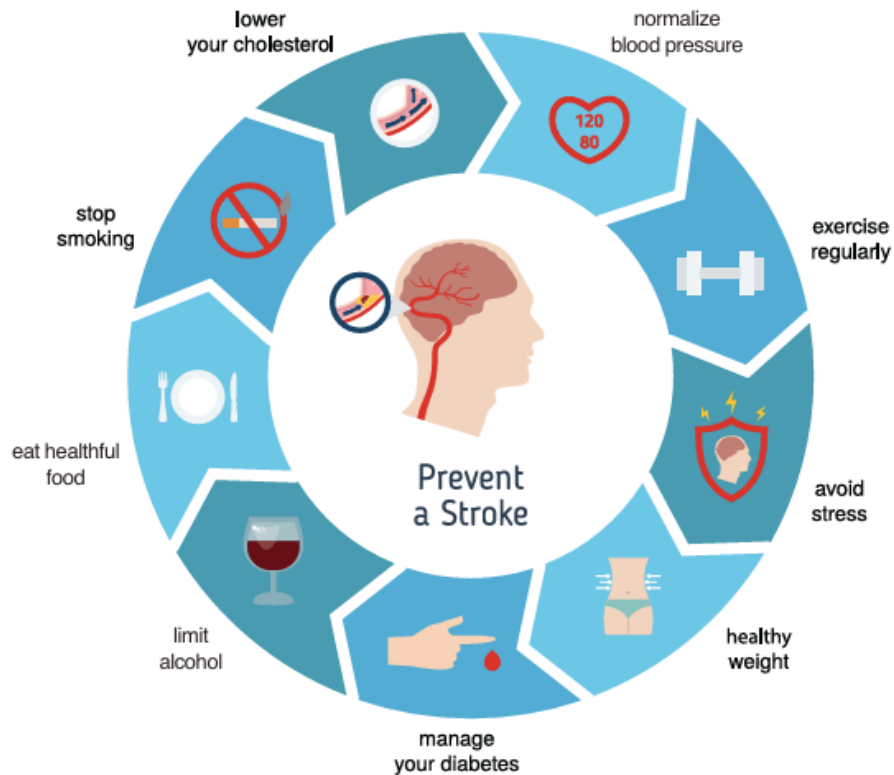 lower
your cholesterol
normalize
blood pressure
120
80
exercise
regularly
stop
smoking
avoid
stress
eat healthful
food
Prevent
a Stroke
limit
alcohol
healthy
weight
manage
your diabetes